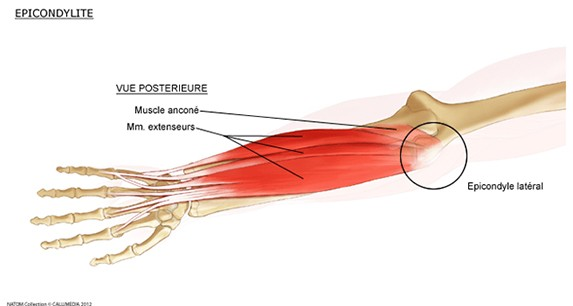 EPICONDYLITE
VUE POSTERIEURE
Muscle anconé
Mm. extenseurs
Epicondyle latéral
NATOM Collection © CALLIMEDIA 2012